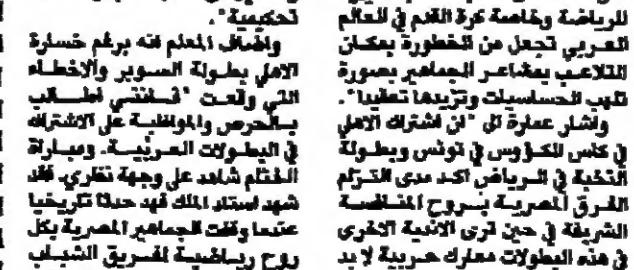 للرياضة وخاصة كرة القدم في العالم
العربي تجعل من الخطورة بمكان
التلاعب بمشاعر الجماهير بصورة
تلهب الحساسيات وتزيدها تعقيدا".
واشار عمارة الى "ان اشتراك الاهلي
في كاس الكؤوس في تونس وبطولة
النخبة في الرياض اكد مدى التزام
الفرق المصرية بروح المنافسة
الشريفة في حين ترى الاندية الاخرى
في هذه البطولات معارك حربية لا بد
تحكيمية".
واضاف المعلم انه برغم خسارة
الاهلي بطولة السوبر والاخطاء
التي وقعت "فانني اطالب
بالحرص والمواظبة على الاشتراك
في البطولات العربية. ومباراة
الختام شاهد على وجهة نظري. فقد
شهد استاد الملك فهد حدثا تاريخيا
عندما وقفت الجماهير المصرية بكل
روح رياضية لفريق الشباب